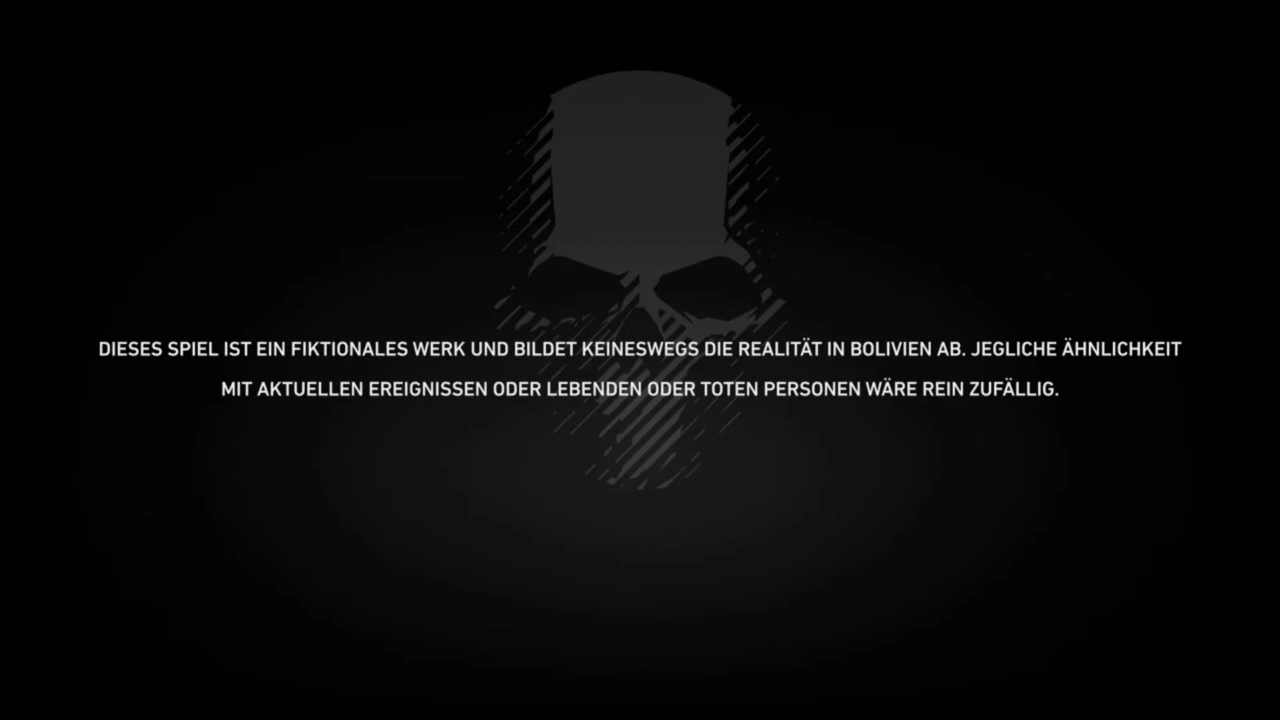 DIESES SPIEL IST EIN FIKTIONALES WERK UND BILDET KEINESWEGS DIE REALITÄT IN BOLIVIEN AB. JEGLICHE ÄHNLICHKEIT
MIT AKTUELLEN EREIGNISSEN ODER LEBENDEN ODER TOTEN PERSONEN WÄRE REIN ZUFÄLLIG.